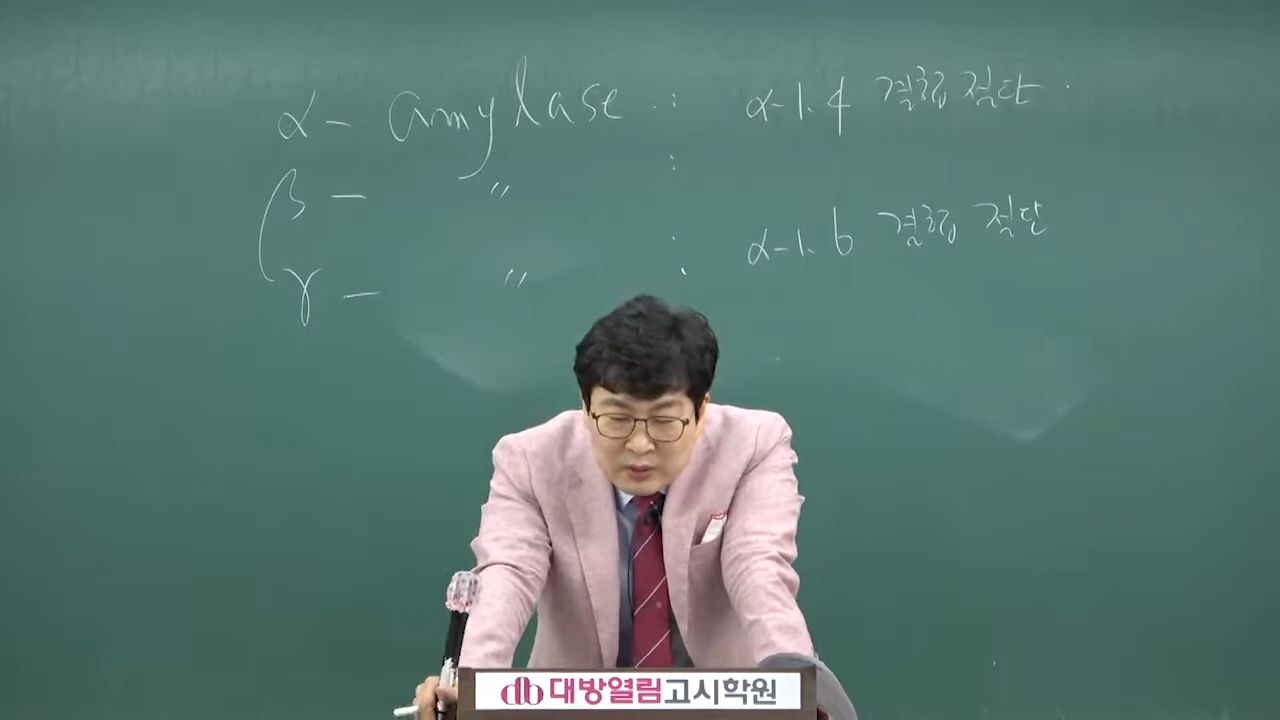 α- amylase : α-1.4 결합 절단.
β- 〃 :
γ- 〃 : α-1.6 결합 절단
db 대방열림고시학원